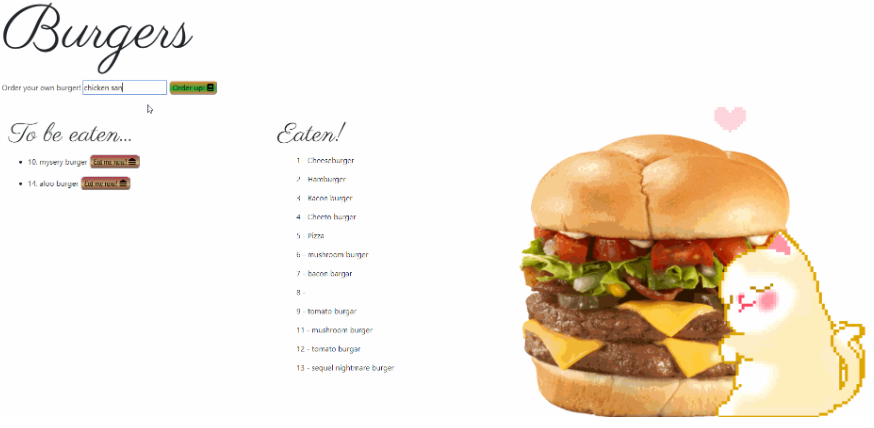 Burgers
Order your own burger! chicken san Order up!
To be eaten...
10. mysery burger Eat me now!
14. aluo burger Eat me now!
Eaten!
1 - Cheeseburger
2 - Hamburger
3 - Bacon burger
4 - Cheeto burger
5 - Pizza
6 - mushroom burger
7 - bacon bargar
8 -
9 - tomato burgar
11 - mushroom burger
12 - tomato burgar
13 - sequel nightmare burger